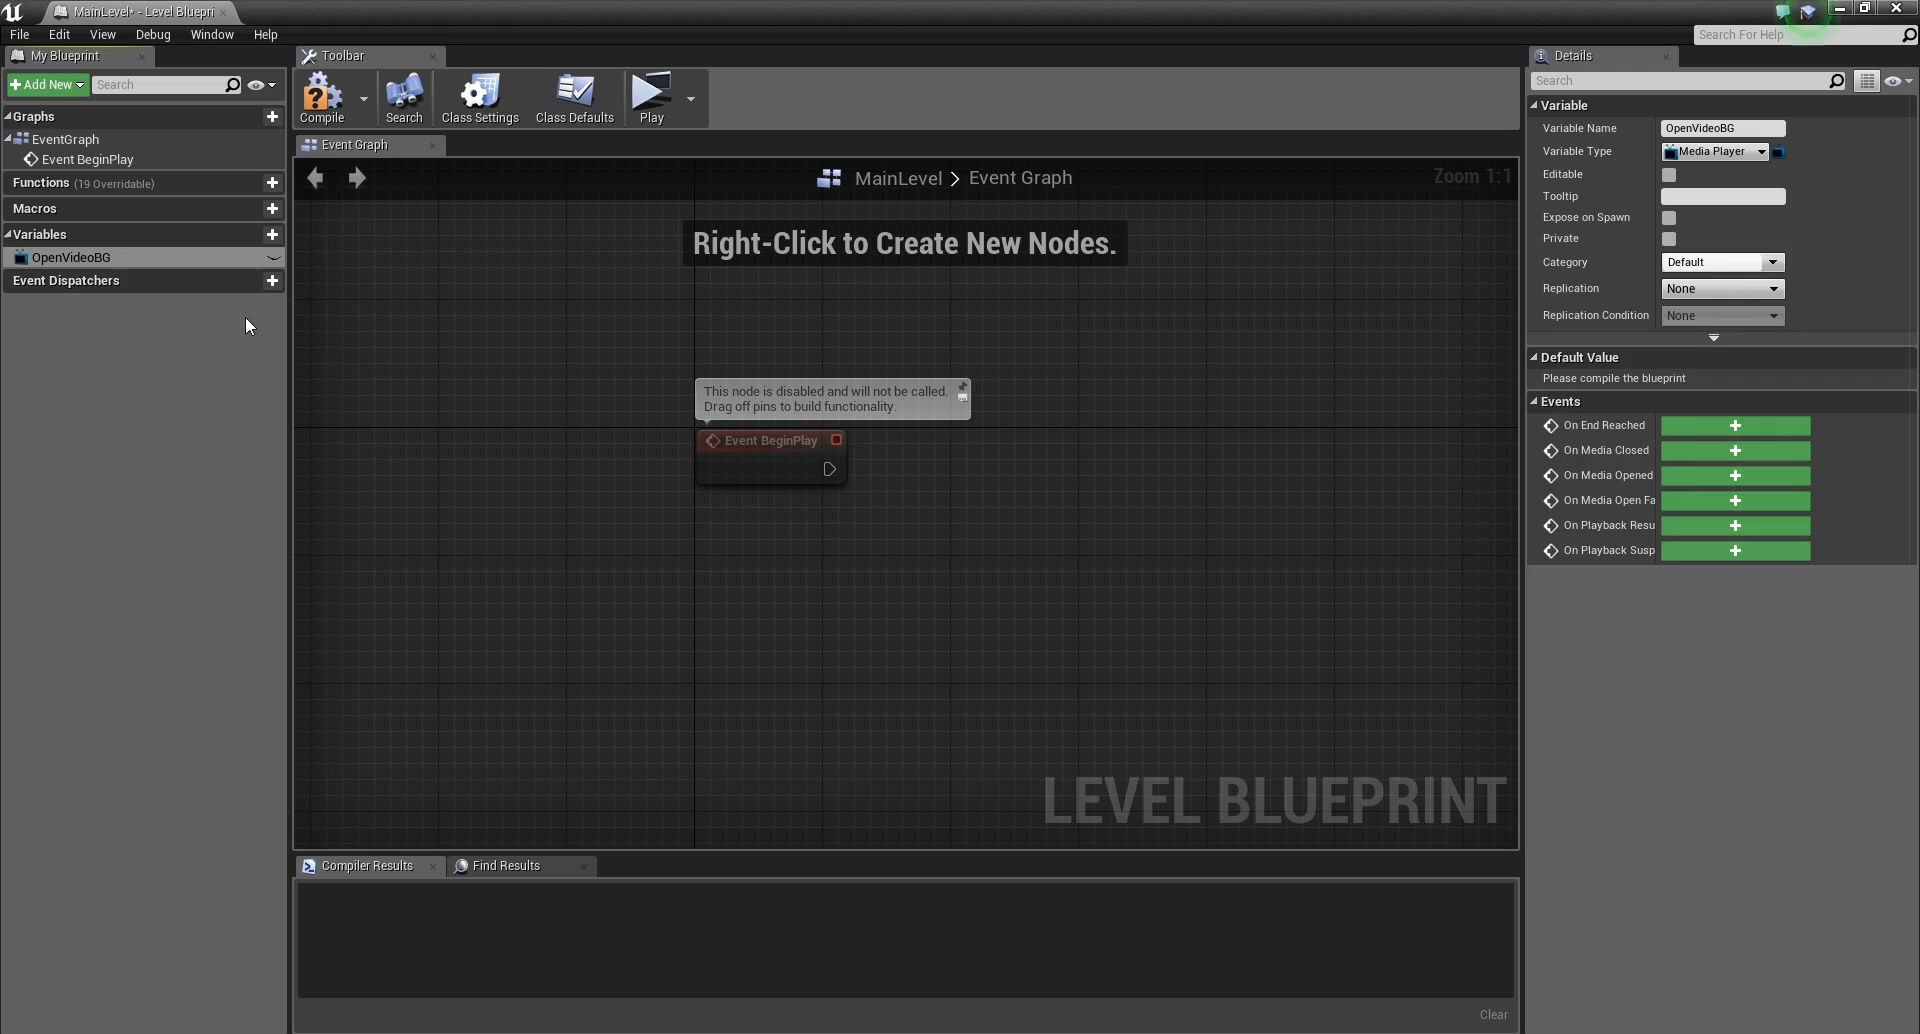 MainLevel* - Level Bluepri
File Edit View Debug Window Help
Search For Help
My Blueprint
Add New
Search
Graphs
EventGraph
Event BeginPlay
Functions (19 Overridable)
Macros
Variables
OpenVideoBG
Event Dispatchers
Toolbar
Compile
Search
Class Settings
Class Defaults
Play
Event Graph
MainLevel > Event Graph
Zoom 1:1
Right-Click to Create New Nodes.
This node is disabled and will not be called.
Drag off pins to build functionality.
Event BeginPlay
LEVEL BLUEPRINT
Compiler Results
Find Results
Clear
Details
Search
Variable
Variable Name OpenVideoBG
Variable Type Media Player
Editable
Tooltip
Expose on Spawn
Private
Category Default
Replication None
Replication Condition None
Default Value
Please compile the blueprint
Events
On End Reached
On Media Closed
On Media Opened
On Media Open Fa
On Playback Resu
On Playback Susp